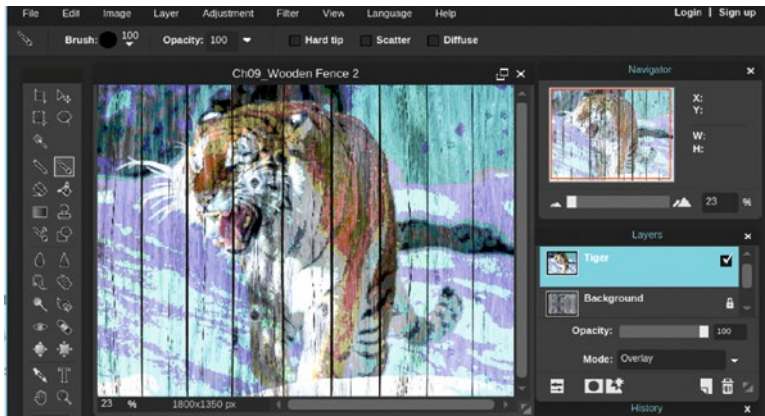 File Edit Image Layer Adjustment Filter View Language Help Login | Sign up
Brush: 100 Opacity: 100 Hard tip Scatter Diffuse
Ch09_Wooden Fence 2
Navigator
X:
Y:
W:
H:
23 %
Layers
Tiger
Background
Opacity: 100
Mode: Overlay
23 % 1800x1350 px
History